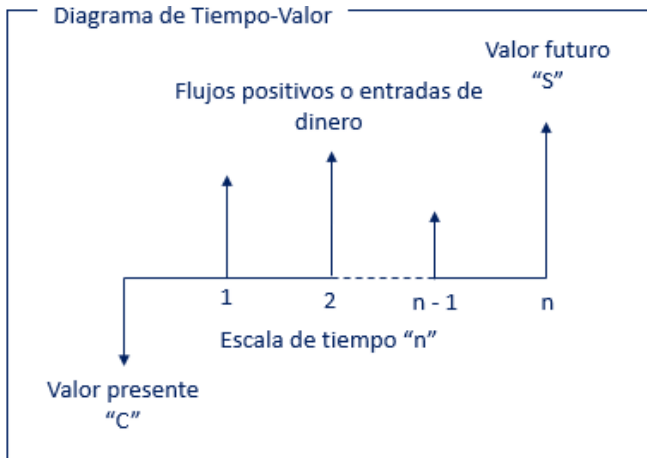 Diagrama de Tiempo-Valor
Valor futuro
“S”
Flujos positivos o entradas de
dinero
1
2
n - 1
n
Escala de tiempo “n”
Valor presente
“C”